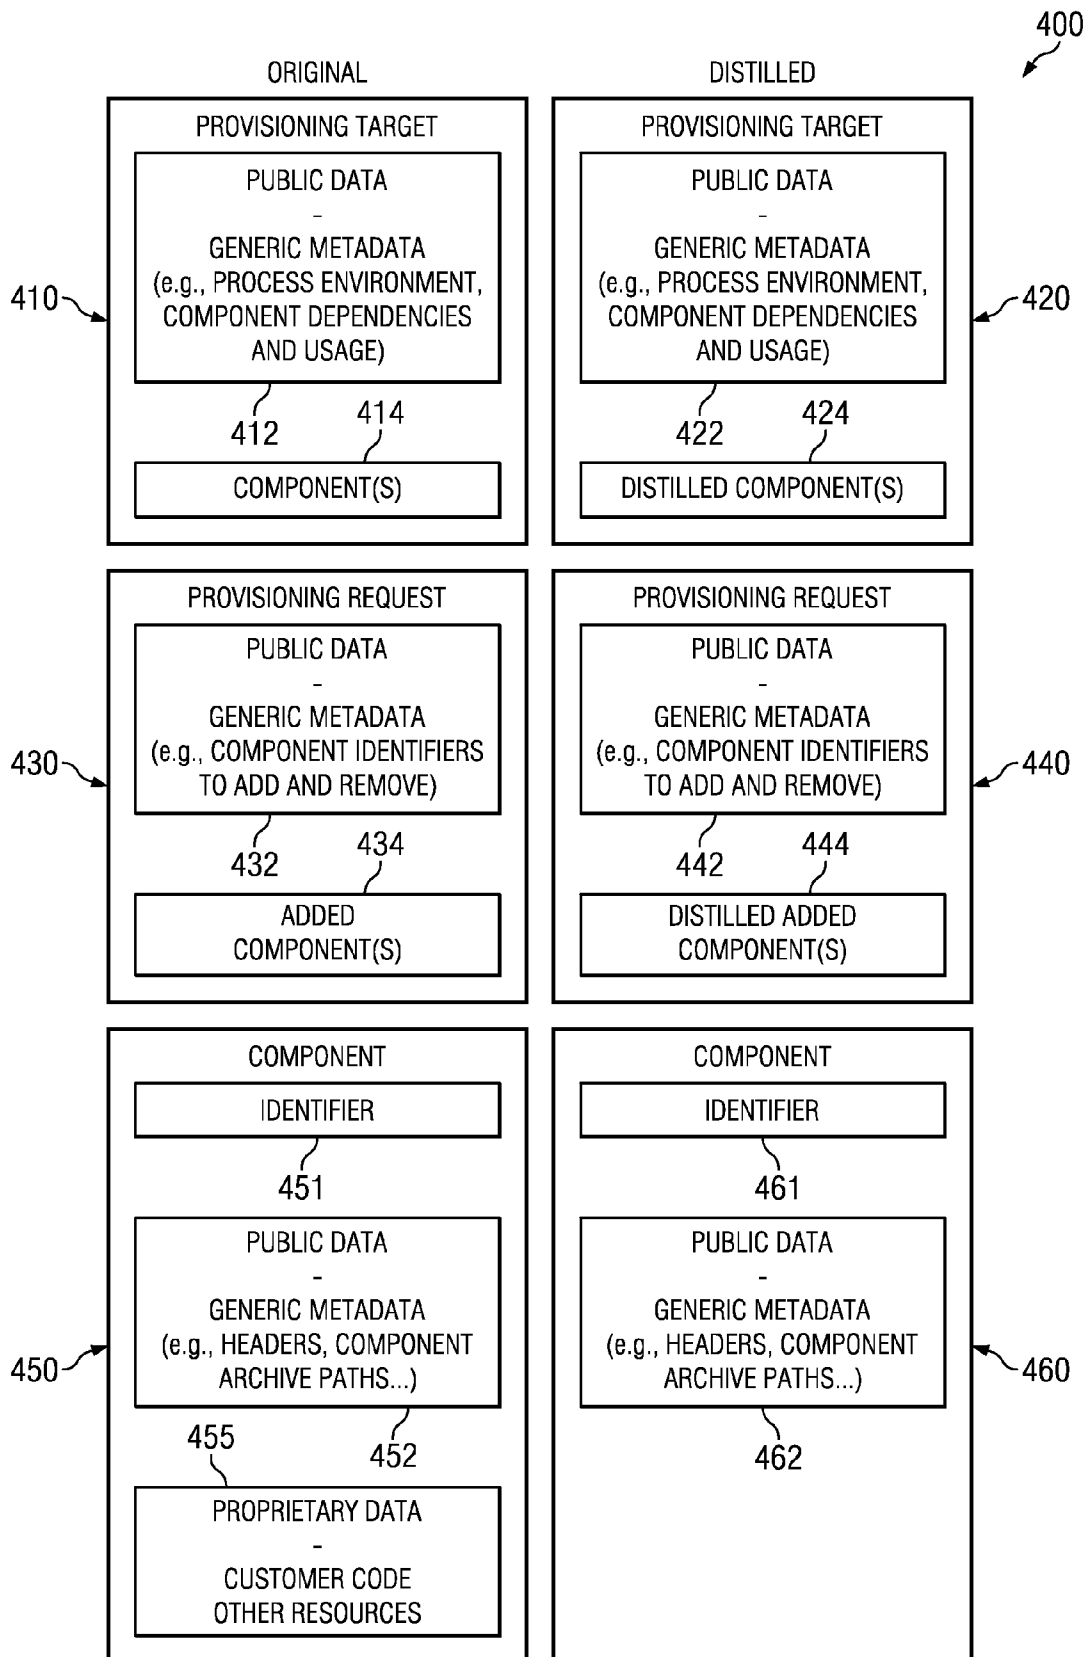 400
ORIGINAL
DISTILLED
PROVISIONING TARGET
PUBLIC DATA
-
GENERIC METADATA
(e.g., PROCESS ENVIRONMENT,
COMPONENT DEPENDENCIES
AND USAGE)
410
412
414
COMPONENT(S)
PROVISIONING TARGET
PUBLIC DATA
-
GENERIC METADATA
(e.g., PROCESS ENVIRONMENT,
COMPONENT DEPENDENCIES
AND USAGE)
420
422
424
DISTILLED COMPONENT(S)
PROVISIONING REQUEST
PUBLIC DATA
-
GENERIC METADATA
(e.g., COMPONENT IDENTIFIERS
TO ADD AND REMOVE)
430
432
434
ADDED
COMPONENT(S)
PROVISIONING REQUEST
PUBLIC DATA
-
GENERIC METADATA
(e.g., COMPONENT IDENTIFIERS
TO ADD AND REMOVE)
440
442
444
DISTILLED ADDED
COMPONENT(S)
COMPONENT
IDENTIFIER
451
PUBLIC DATA
-
GENERIC METADATA
(e.g., HEADERS, COMPONENT
ARCHIVE PATHS...)
450
452
455
PROPRIETARY DATA
-
CUSTOMER CODE
OTHER RESOURCES
COMPONENT
IDENTIFIER
461
PUBLIC DATA
-
GENERIC METADATA
(e.g., HEADERS, COMPONENT
ARCHIVE PATHS...)
460
462